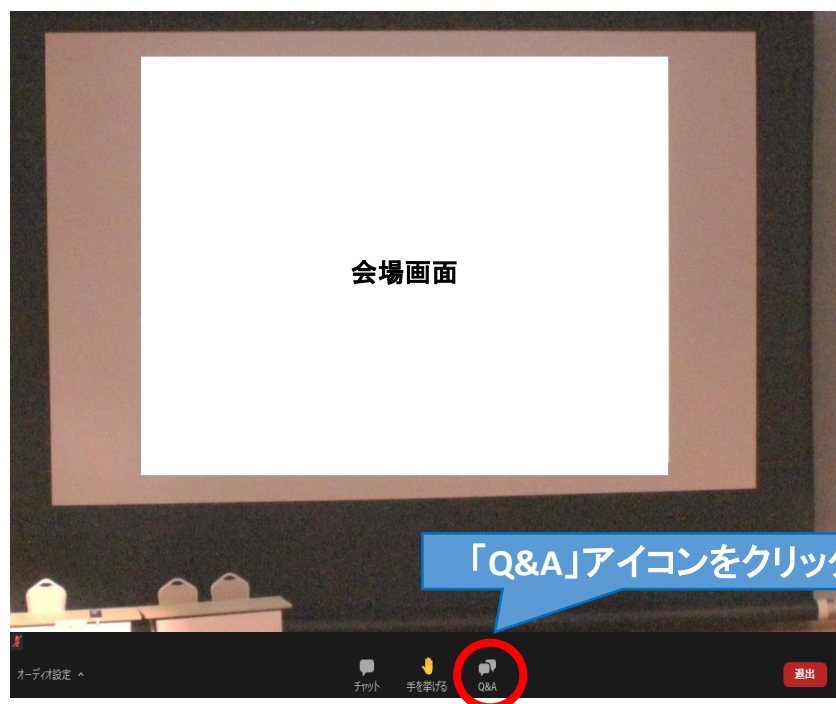 会場画面
「Q&A」アイコンをクリック
オーディオ設定 ^
チャット
手を挙げる
Q&A
退出